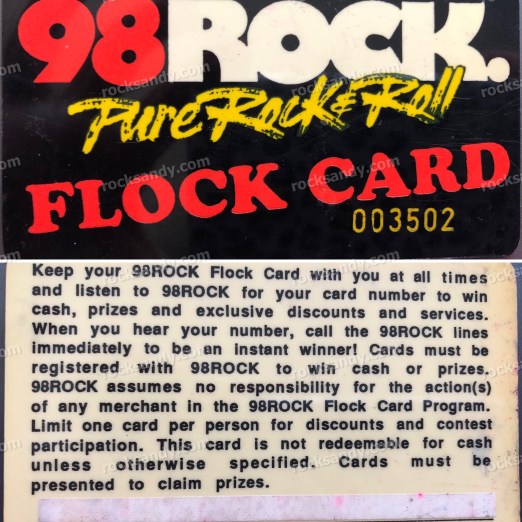 98ROCK.
Pure Rock & Roll
FLOCK CARD
003502
Keep your 98ROCK Flock Card with you at all times
and listen to 98ROCK for your card number to win
cash, prizes and exclusive discounts and services.
When you hear your number, call the 98ROCK lines
immediately to be an instant winner! Cards must be
registered with 98ROCK to win cash or prizes.
98ROCK assumes no responsibility for the action(s)
of any merchant in the 98ROCK Flock Card Program.
Limit one card per person for discounts and contest
participation. This card is not redeemable for cash
unless otherwise specified. Cards must be
presented to claim prizes.
rocksandy.com